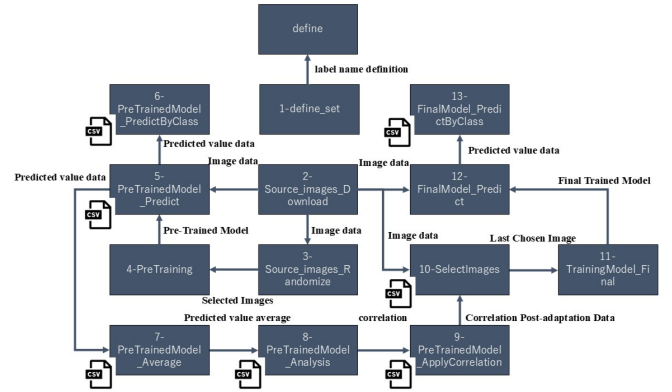 define
label name definition
6-
PreTrainedModel
_PredictByClass
1-define_set
13-
FinalModel_Predi
ctByClass
CSV
CSV
Predicted value data
Image data
Image data
Predicted value data
Predicted value data
5-
PreTrainedModel
_Predict
2-
Source_images_D
ownload
12-
FinalModel_Predi
ct
Final Trained Model
CSV
Pre-Trained Model
Image data
Image data
Last Chosen Image
4-PreTraining
3-
Source_images_R
andomize
10-SelectImages
11-
TrainingModel_Fi
nal
CSV
Selected Images
Predicted value average
correlation
Correlation Post-adaptation Data
7-
PreTrainedModel
_Average
8-
PreTrainedModel
_Analysis
9-
PreTrainedModel
_ApplyCorrelation
CSV
CSV
CSV